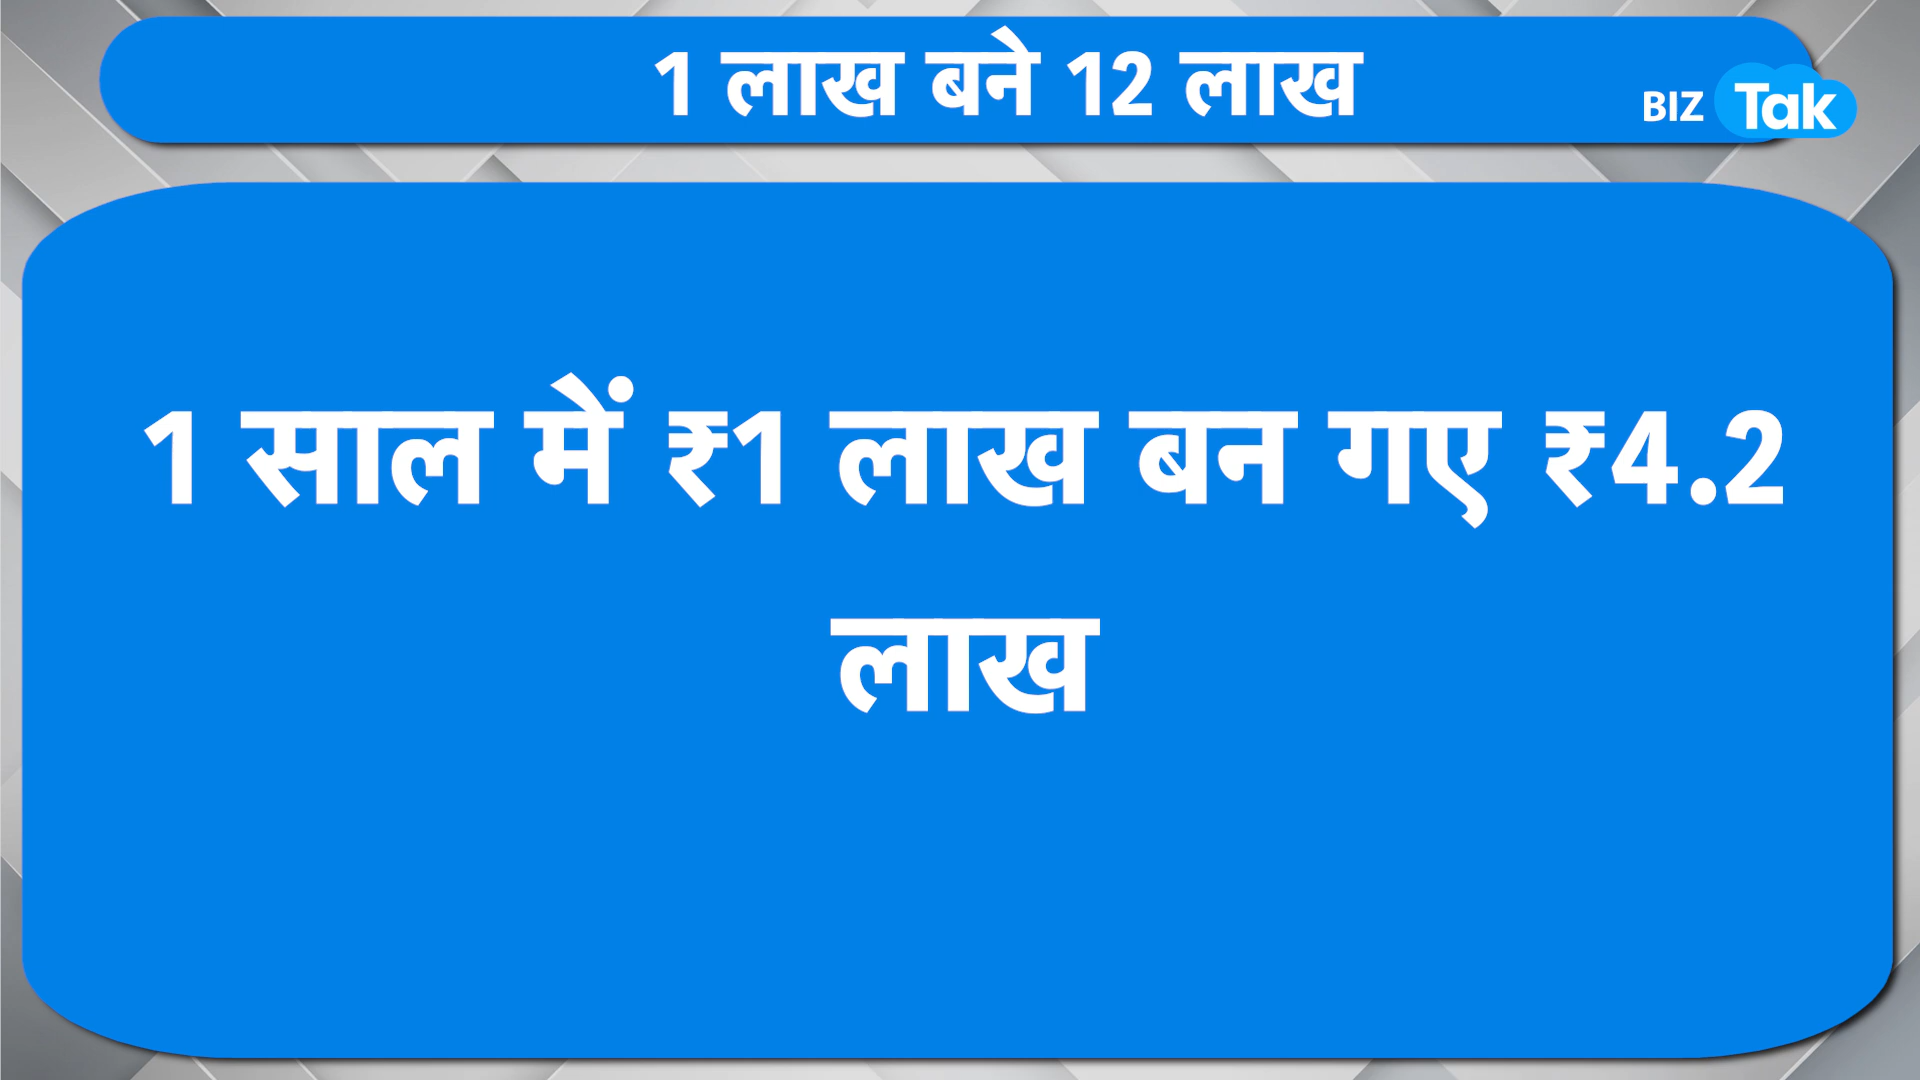 1 लाख बने 12 लाख
BIZ Tak
1 साल में ₹1 लाख बन गए ₹4.2
लाख